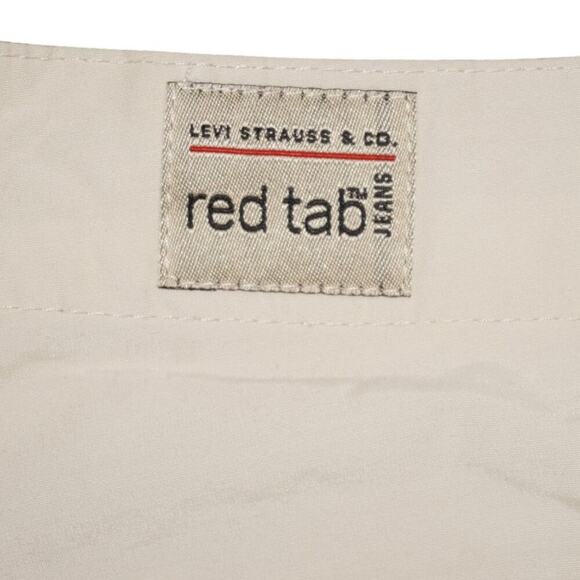 LEVI STRAUSS & CO.
red tab™
JEANS